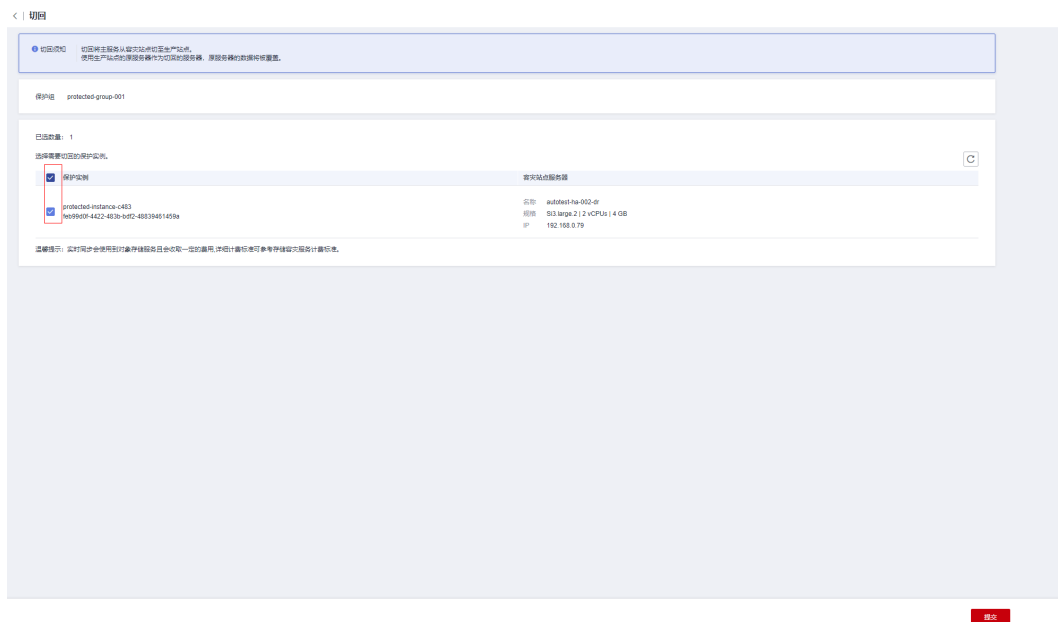 < | 切回
切回须知 切回将主服务从容灾站点切至生产站点。
使用生产站点的原服务器作为切回的服务器，原服务器的数据将被覆盖。
保护组 protected-group-001
已选数量： 1
选择需要切回的保护实例。
保护实例 容灾站点服务器
protected-instance-c483
feb99d0f-4422-483b-bdf2-48839461459a
名称 autotest-ha-002-dr
规格 Si3.large.2 | 2 vCPUs | 4 GB
IP 192.168.0.79
温馨提示：实时同步会使用到对象存储服务且会收取一定的费用,详细计费标准可参考存储容灾服务计费标准。
提交